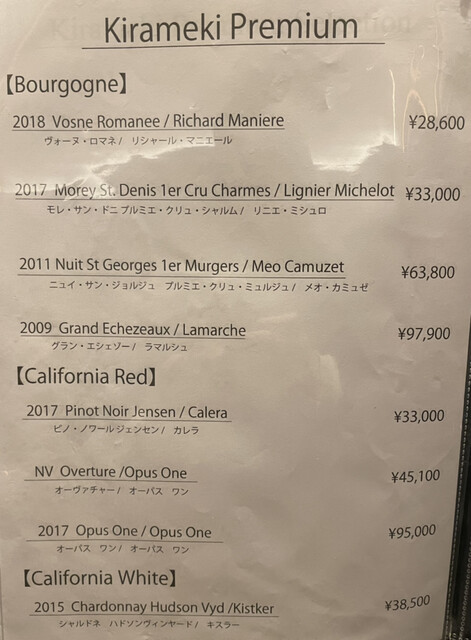 Kirameki Premium
【Bourgogne】
2018 Vosne Romanee / Richard Maniere ¥28,600
ヴォーヌ・ロマネ / リシャール・マニエール
2017 Morey St. Denis 1er Cru Charmes / Lignier Michelot ¥33,000
モレ・サン・ドニ プルミエ・クリュ・シャルム / リニエ・ミシュロ
2011 Nuit St Georges 1er Murgers / Meo Camuzet ¥63,800
ニュイ・サン・ジョルジュ プルミエ・クリュ・ミュルジュ / メオ・カミュゼ
2009 Grand Echezeaux / Lamarche ¥97,900
グラン・エシェゾー / ラマルシュ
【California Red】
2017 Pinot Noir Jensen / Calera ¥33,000
ピノ・ノワール ジェンセン / カレラ
NV Overture /Opus One ¥45,100
オーヴァチャー / オーパス ワン
2017 Opus One / Opus One ¥95,000
オーパス ワン / オーパス ワン
【California White】
2015 Chardonnay Hudson Vyd /Kistker ¥38,500
シャルドネ ハドソンヴィンヤード / キスラー